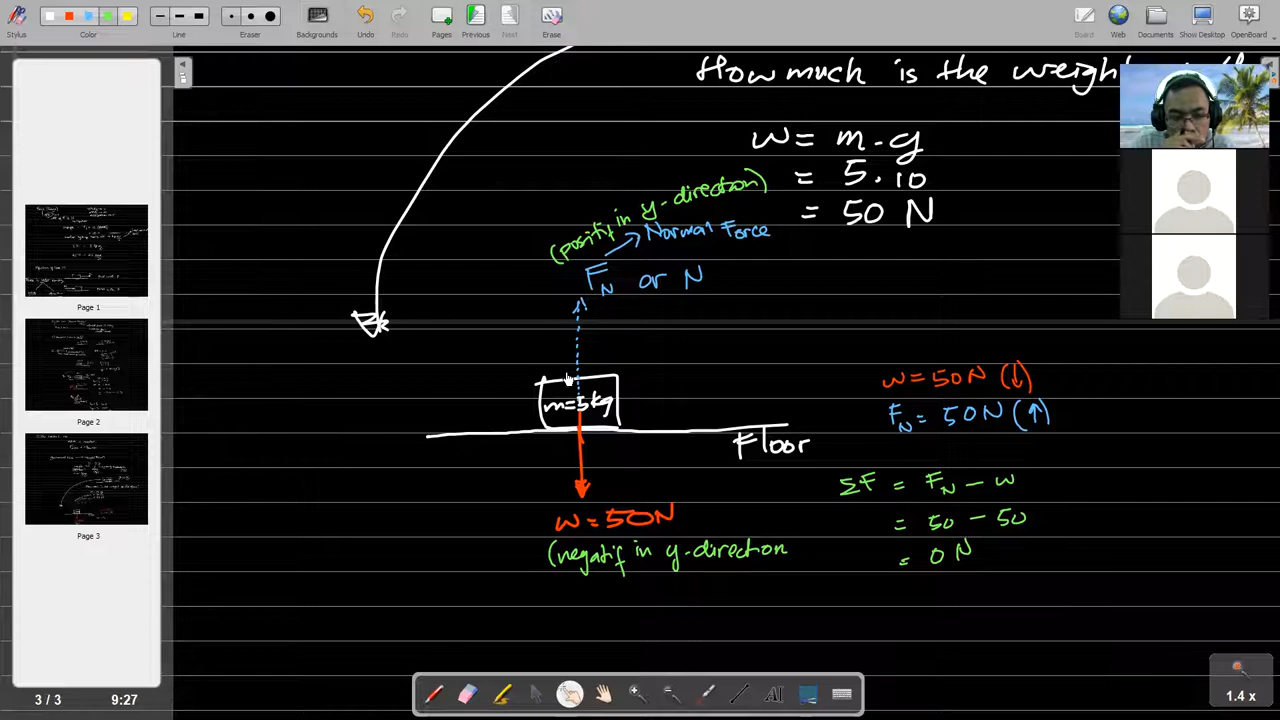 Stylus
Color
Line
Eraser
Backgrounds
Undo
Redo
Pages
Previous
Next
Erase
Board
Web
Documents
Show Desktop
OpenBoard
How much is the weight
w = m . g
= 5 . 10
= 50 N
(positif in y-direction)
Normal Force
F_N or N
m=5kg
Floor
w = 50N
(negatif in y-direction
w = 50N (↓)
F_N = 50N (↑)
ΣF = F_N - w
= 50 - 50
= 0 N
Page 1
Page 2
Page 3
3 / 3
9:27
1.4 x